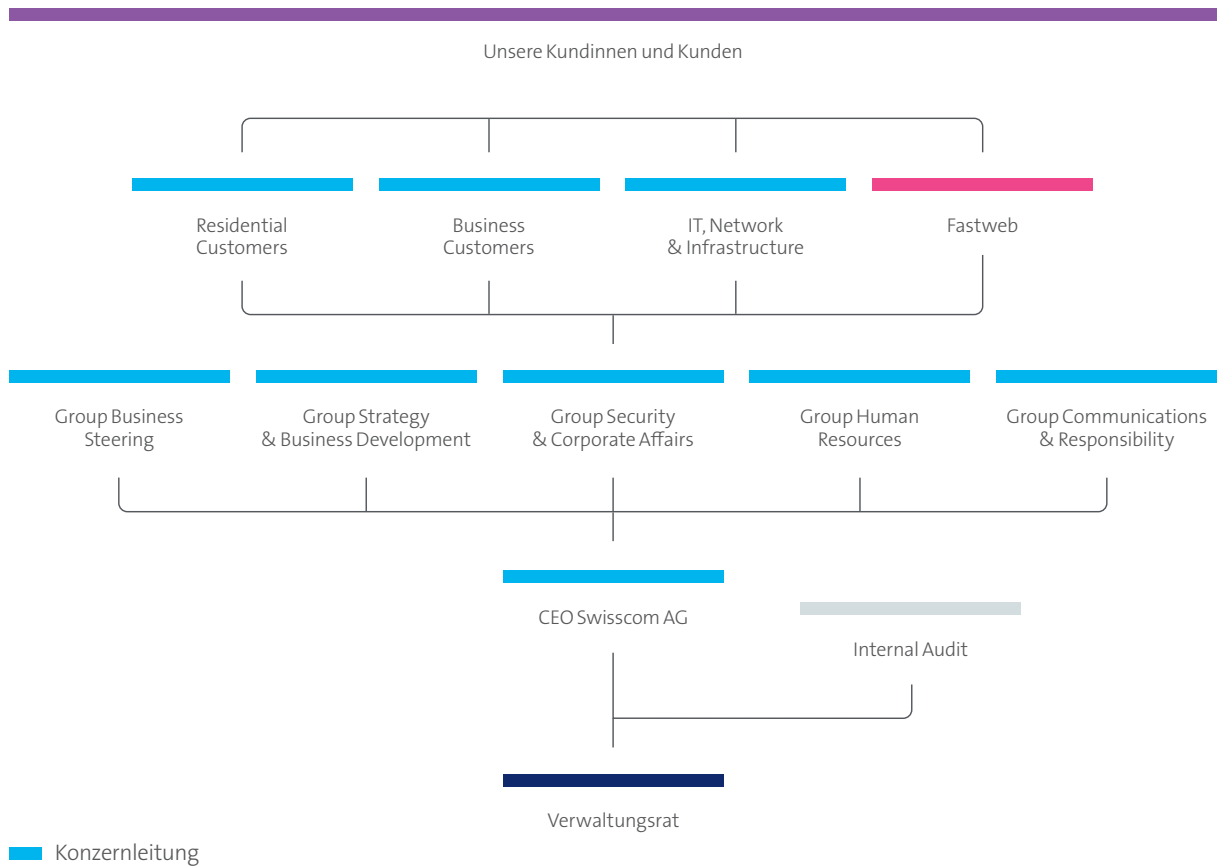 Unsere Kundinnen und Kunden
Residential
Customers
Business
Customers
IT, Network
& Infrastructure
Fastweb
Group Business
Steering
Group Strategy
& Business Development
Group Security
& Corporate Affairs
Group Human
Resources
Group Communications
& Responsibility
CEO Swisscom AG
Internal Audit
Verwaltungsrat
Konzernleitung